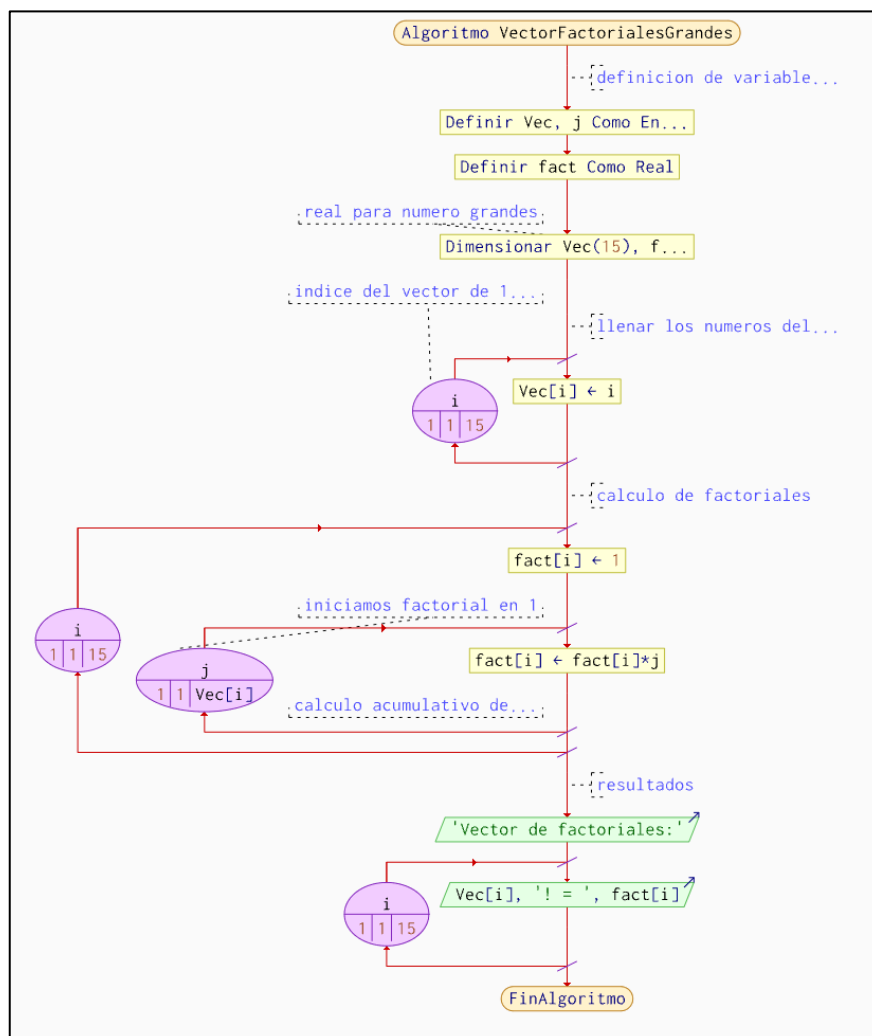 Algoritmo VectorFactorialesGrandes
definicion de variable...
Definir Vec, j Como En...
Definir fact Como Real
real para numero grandes
Dimensionar Vec(15), f...
indice del vector de 1...
llenar los numeros del...
Vec[i] ← i
i
1 1 15
calculo de factoriales
fact[i] ← 1
iniciamos factorial en 1
i
1 1 15
j
1 1 Vec[i]
fact[i] ← fact[i]*j
calculo acumulativo de...
resultados
'Vector de factoriales:'
Vec[i], '! = ', fact[i]
i
1 1 15
FinAlgoritmo